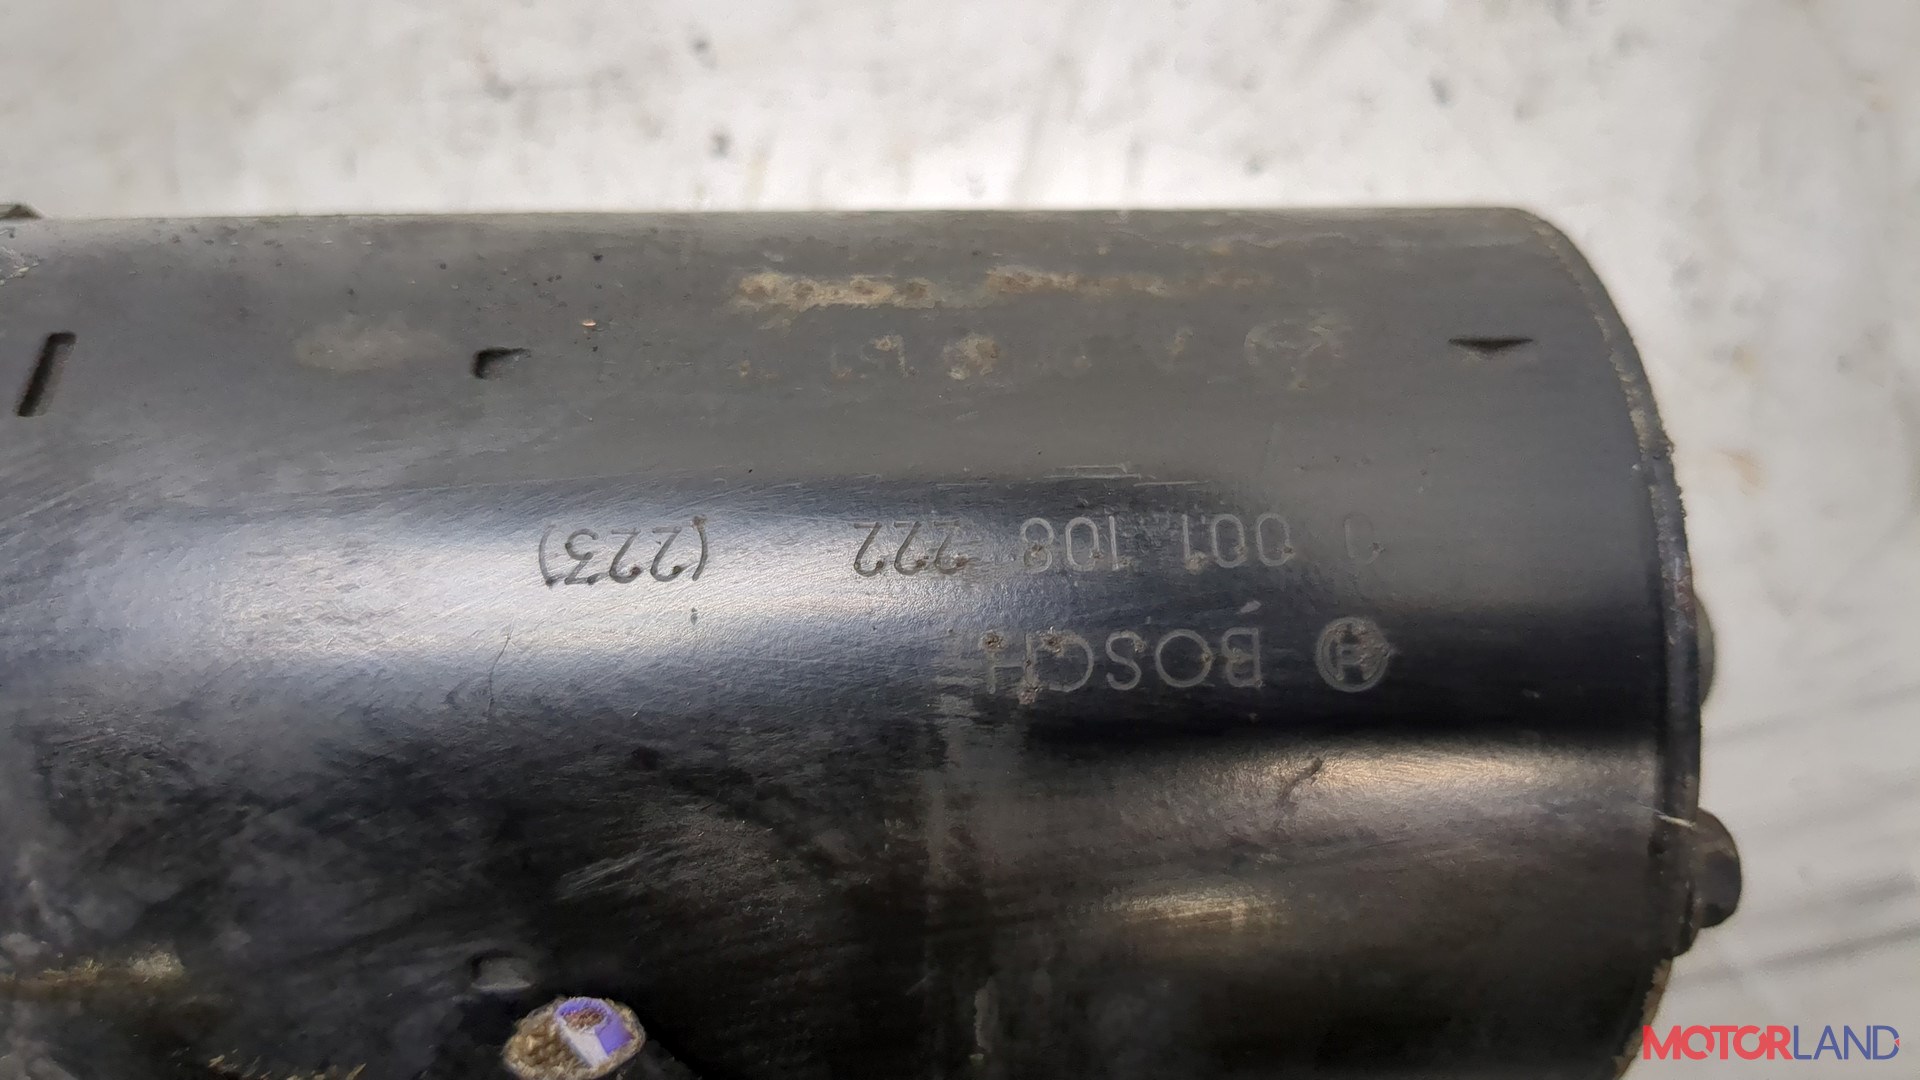 BOSCH
0 001 108 222 (223)
MOTORLAND